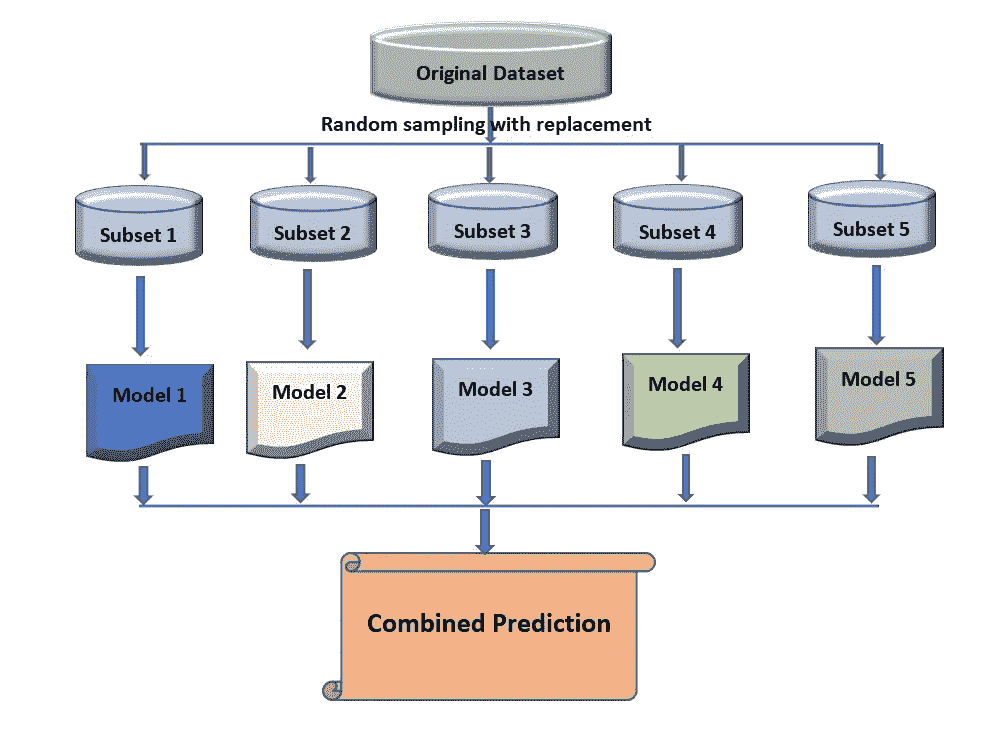 Original Dataset
Random sampling with replacement
Subset 1
Subset 2
Subset 3
Subset 4
Subset 5
Model 1
Model 2
Model 3
Model 4
Model 5
Combined Prediction